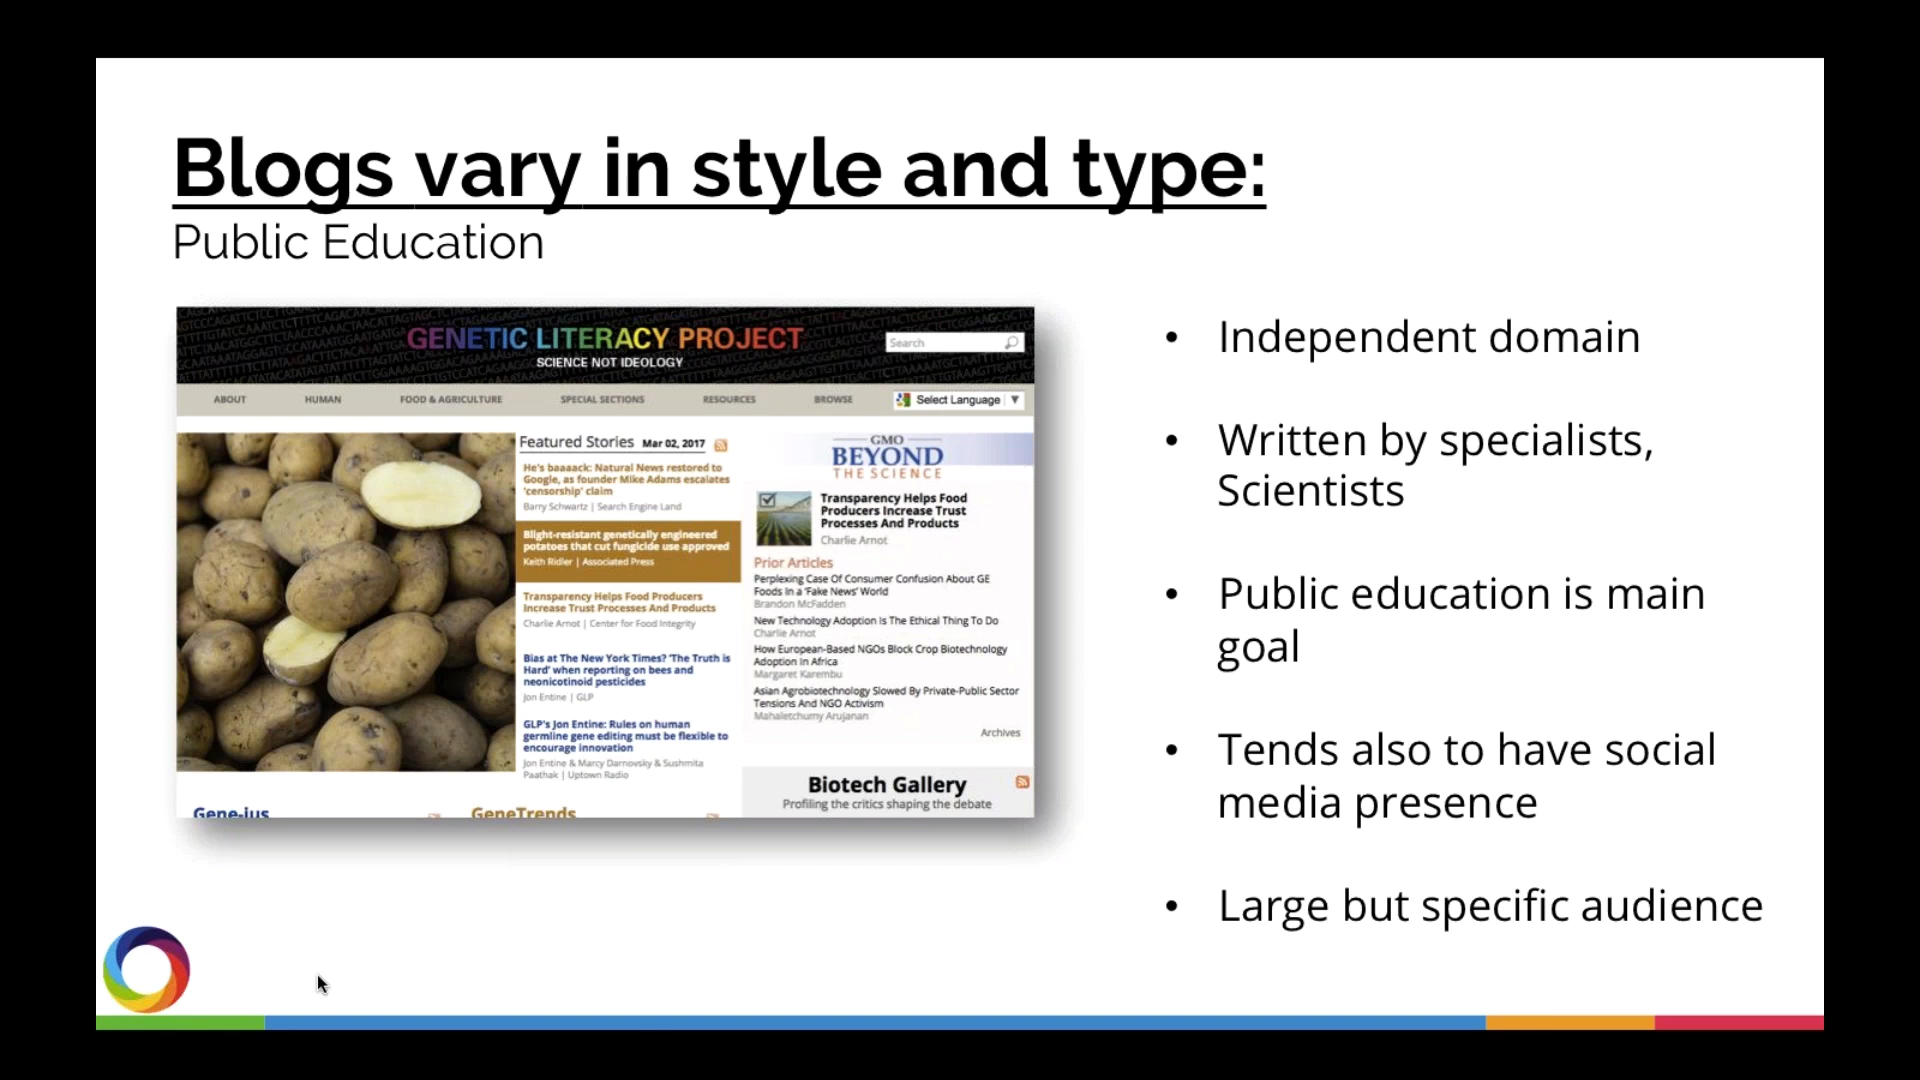 Blogs vary in style and type:
Public Education
GENETIC LITERACY PROJECT
SCIENCE NOT IDEOLOGY
Search
ABOUT HUMAN FOOD & AGRICULTURE SPECIAL SECTIONS RESOURCES BROWSE Select Language ▼
Featured Stories Mar 02, 2017
He's baaaack: Natural News restored to
Google, as founder Mike Adams escalates
'censorship' claim
Barry Schwartz | Search Engine Land
Blight-resistant genetically engineered
potatoes that cut fungicide use approved
Keith Ridler | Associated Press
Transparency Helps Food Producers
Increase Trust Processes And Products
Charlie Arnot | Center for Food Integrity
Bias at The New York Times? 'The Truth is
Hard' when reporting on bees and
neonicotinoid pesticides
Jon Entine | GLP
GLP's Jon Entine: Rules on human
germline gene editing must be flexible to
encourage innovation
Jon Entine & Marcy Darnovsky & Sushmita
Paathak | Uptown Radio
GMO
BEYOND
THE SCIENCE
Transparency Helps Food
Producers Increase Trust
Processes And Products
Charlie Arnot
Prior Articles
Perplexing Case Of Consumer Confusion About GE
Foods In a 'Fake News' World
Brandon McFadden
New Technology Adoption Is The Ethical Thing To Do
Charlie Arnot
How European-Based NGOs Block Crop Biotechnology
Adoption In Africa
Margaret Karembu
Asian Agrobiotechnology Slowed By Private-Public Sector
Tensions And NGO Activism
Mahaletchumy Arujanan
Archives
Biotech Gallery
Profiling the critics shaping the debate
Gene-ius GeneTrends
• Independent domain
• Written by specialists,
Scientists
• Public education is main
goal
• Tends also to have social
media presence
• Large but specific audience